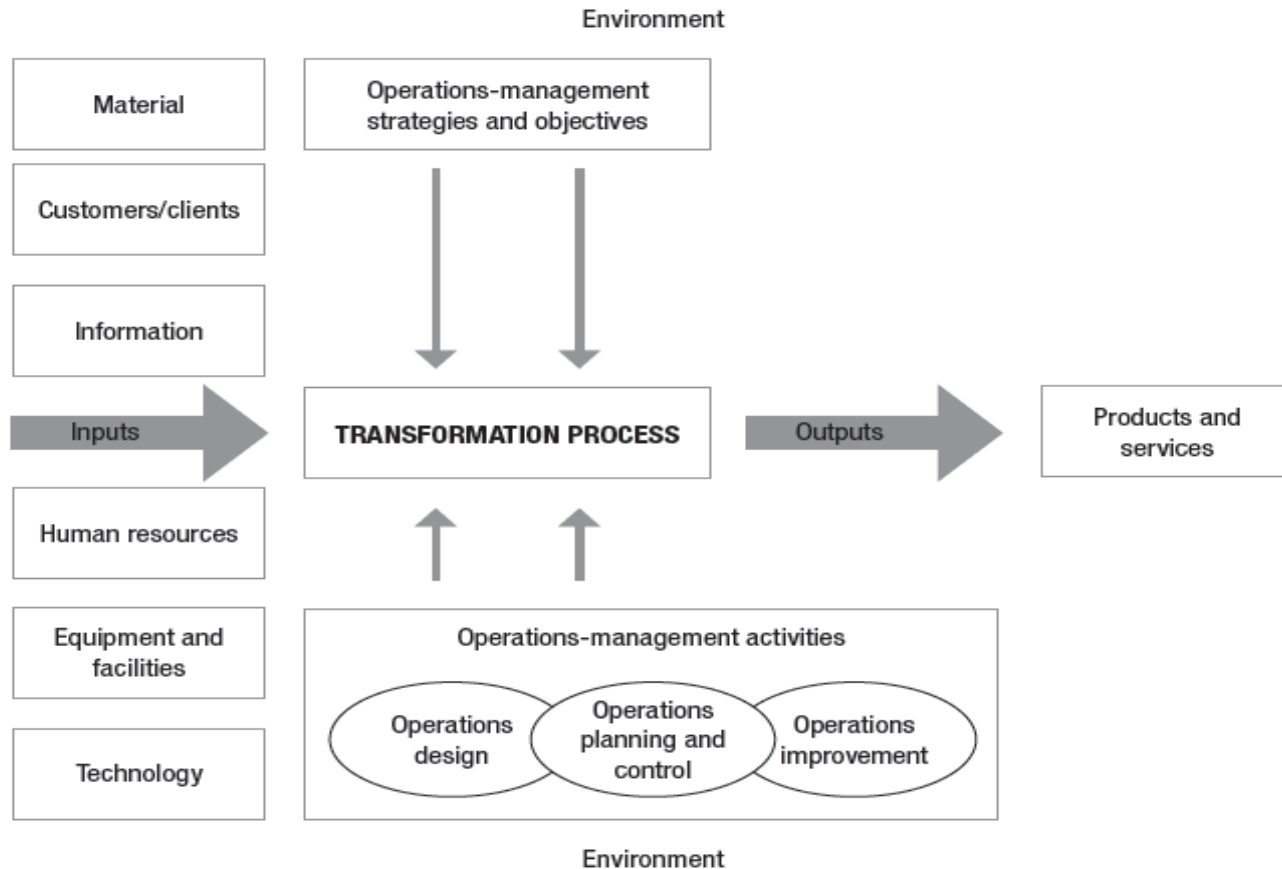 Environment
Material
Operations-management
strategies and objectives
Customers/clients
Information
Inputs
TRANSFORMATION PROCESS
Outputs
Products and
services
Human resources
Equipment and
facilities
Operations-management activities
Operations
design
Operations
planning and
control
Operations
improvement
Technology
Environment